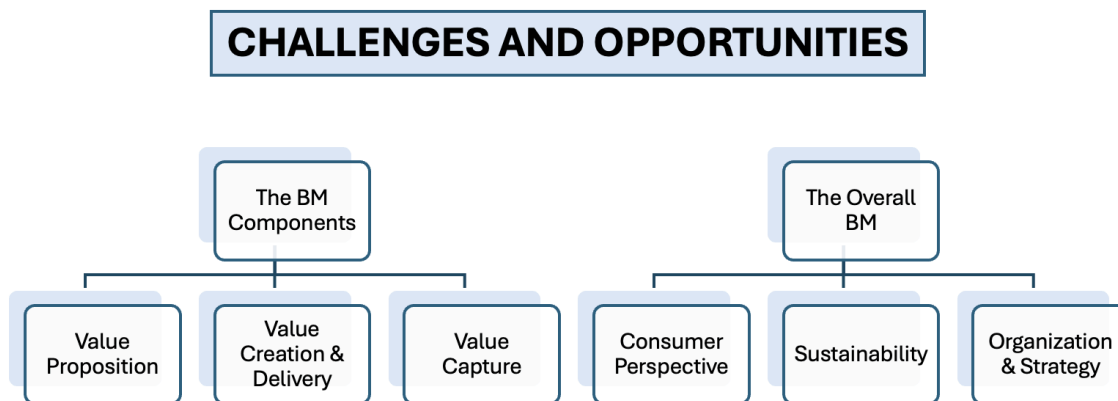 CHALLENGES AND OPPORTUNITIES
The BM
Components
The Overall
BM
Value
Proposition
Value
Creation &
Delivery
Value
Capture
Consumer
Perspective
Sustainability
Organization
& Strategy